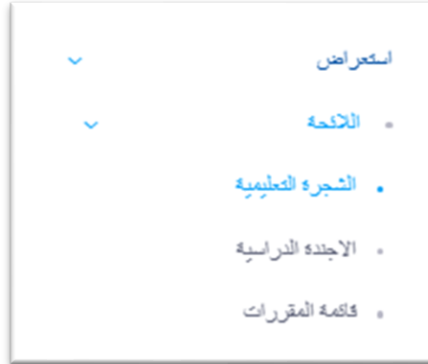 استعراض
اللائحة
الشجرة التعليمية
الاجندة الدراسية
قائمة المقررات